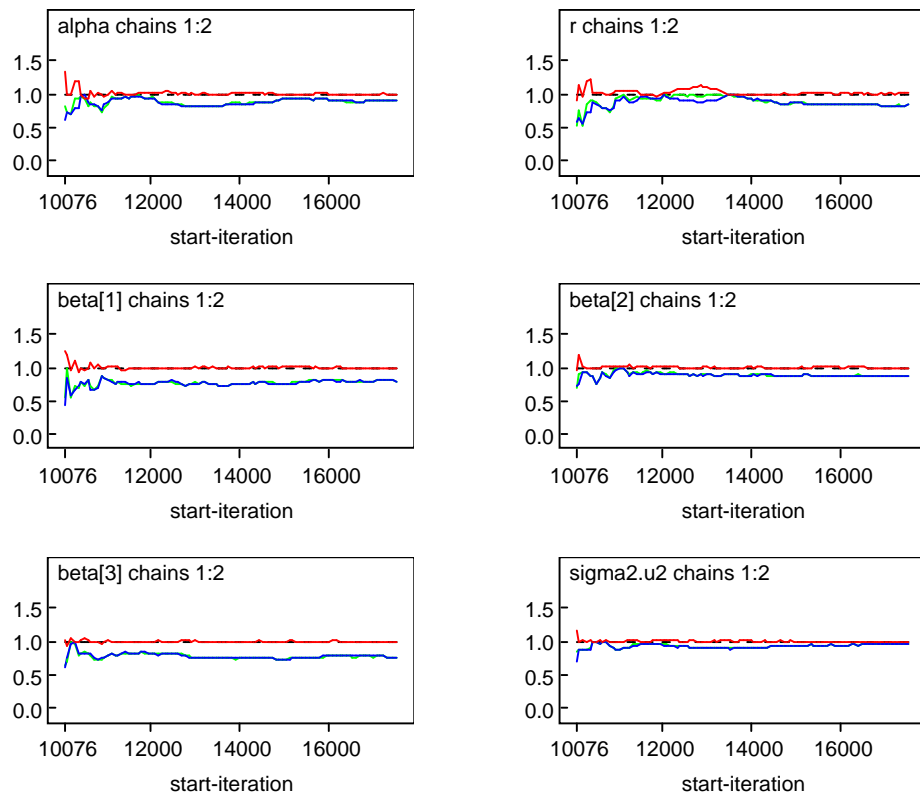 alpha chains 1:2
1.5
1.0
0.5
0.0
10076 12000 14000 16000
start-iteration
r chains 1:2
1.5
1.0
0.5
0.0
10076 12000 14000 16000
start-iteration
beta[1] chains 1:2
1.5
1.0
0.5
0.0
10076 12000 14000 16000
start-iteration
beta[2] chains 1:2
1.5
1.0
0.5
0.0
10076 12000 14000 16000
start-iteration
beta[3] chains 1:2
1.5
1.0
0.5
0.0
10076 12000 14000 16000
start-iteration
sigma2.u2 chains 1:2
1.5
1.0
0.5
0.0
10076 12000 14000 16000
start-iteration